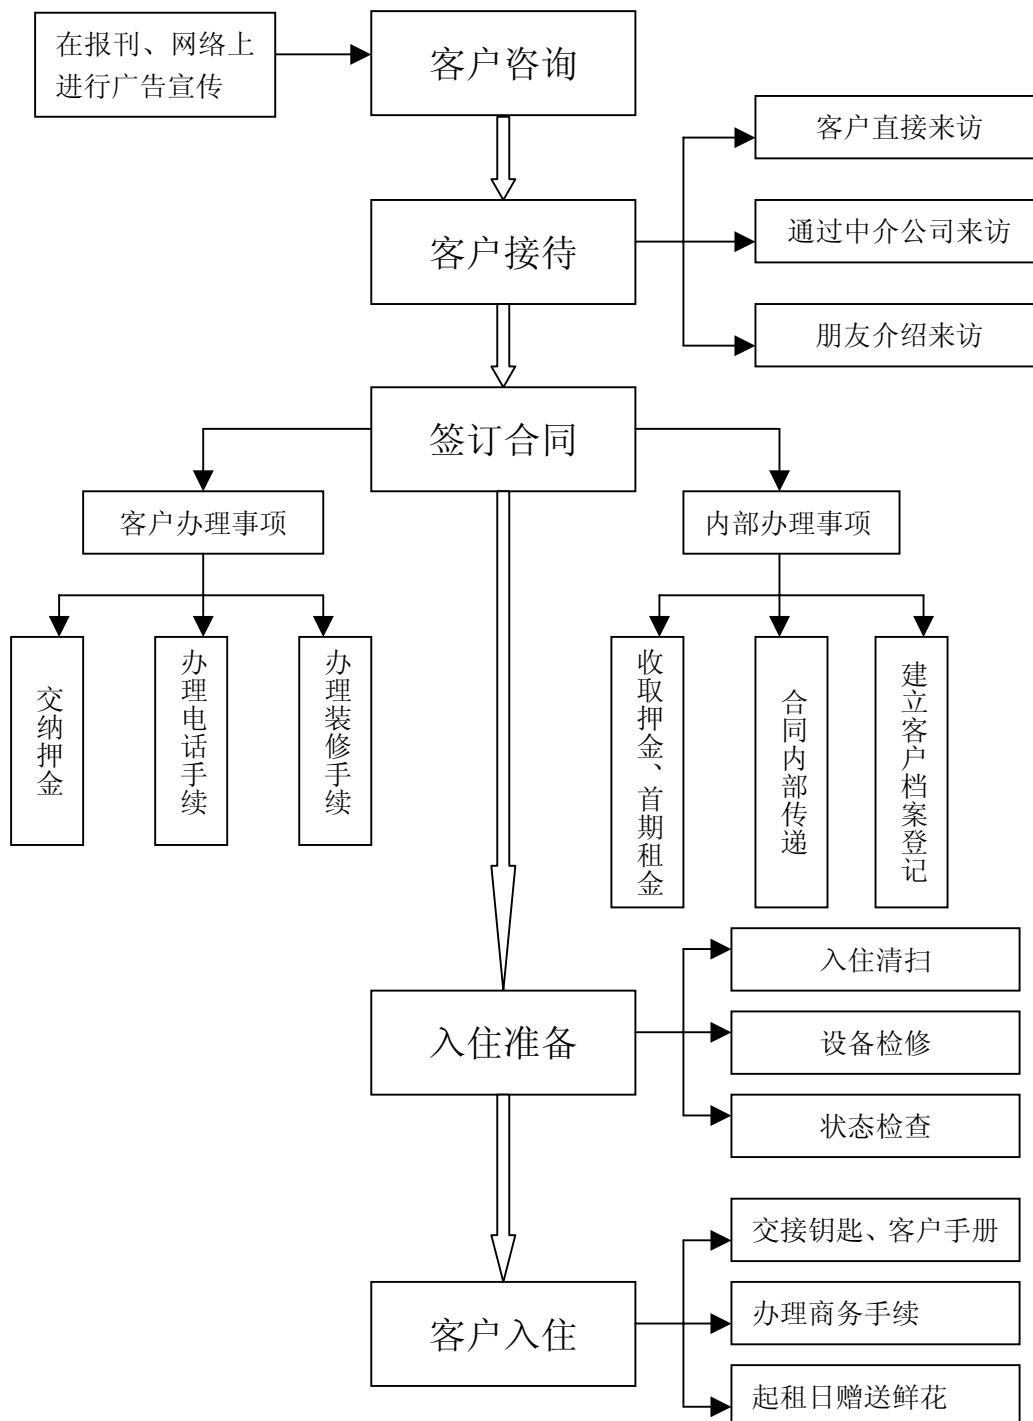 在报刊、网络上
进行广告宣传
客户咨询
客户直接来访
客户接待
通过中介公司来访
朋友介绍来访
签订合同
客户办理事项
内部办理事项
交纳押金
办理电话手续
办理装修手续
收取押金、首期租金
合同内部传递
建立客户档案登记
入住清扫
入住准备
设备检修
状态检查
交接钥匙、客户手册
客户入住
办理商务手续
起租日赠送鲜花